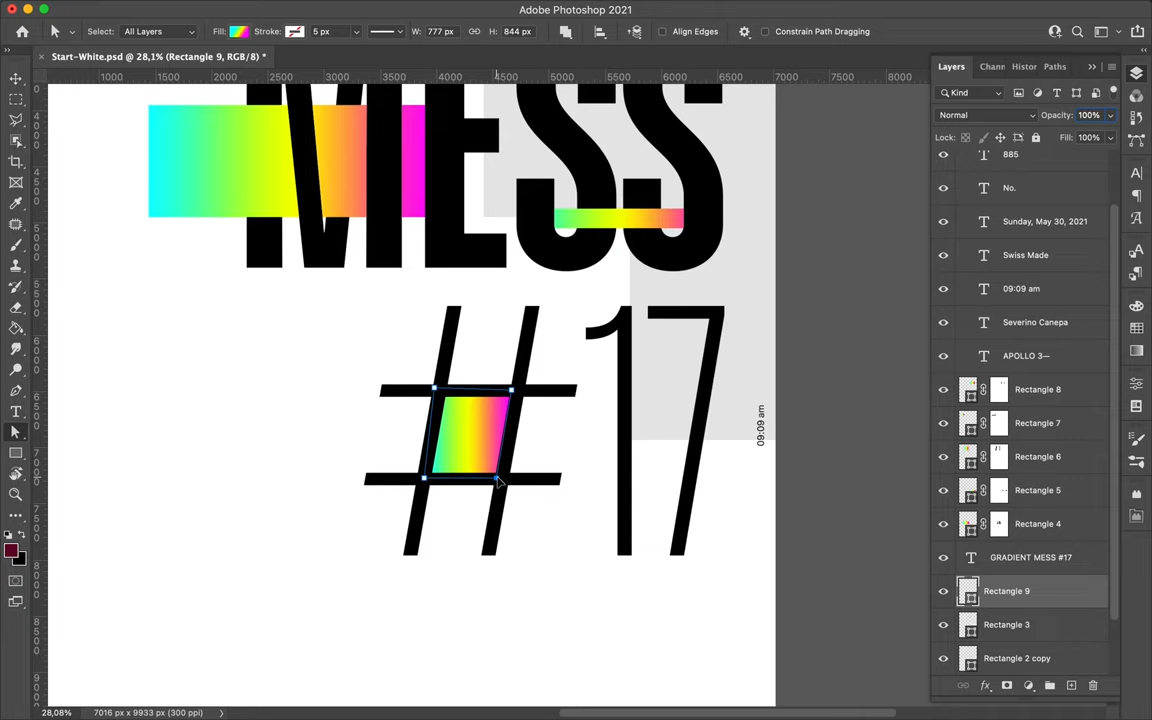 Adobe Photoshop 2021
Select: All Layers Fill: Stroke: 5 px W: 777 px H: 844 px Align Edges Constrain Path Dragging
Start-White.psd @ 28,1% (Rectangle 9, RGB/8) *
Layers Chann Histor Paths
1000 1500 2000 2500 3000 3500 4000 4500 5000 5500 6000 6500 7000 7500 8000
Kind
Normal Opacity: 100%
Lock: Fill: 100%
885
No.
Sunday, May 30, 2021
Swiss Made
09:09 am
Severino Canepa
APOLLO 3—
Rectangle 8
Rectangle 7
Rectangle 6
Rectangle 5
Rectangle 4
GRADIENT MESS #17
Rectangle 9
Rectangle 3
Rectangle 2 copy
MESS
#17
09:09 am
28,08% 7016 px x 9933 px (300 ppi)